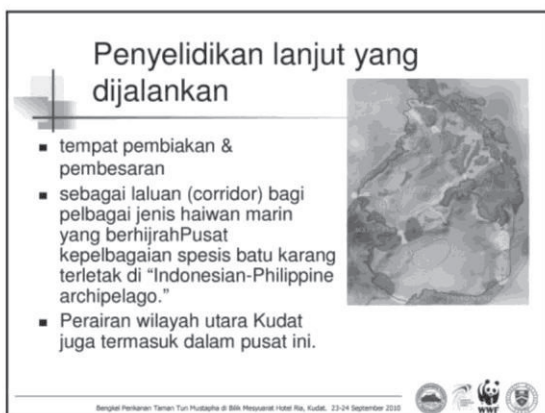 Penyelidikan lanjut yang
dijalankan
tempat pembiakan &
pembesaran
sebagai laluan (corridor) bagi
pelbagai jenis haiwan marin
yang berhijrahPusat
kepelbagaian spesis batu karang
terletak di “Indonesian-Philippine
archipelago.”
Perairan wilayah utara Kudat
juga termasuk dalam pusat ini.
Bengkel Perikanan Taman Tun Mustapha di Bilik Mesyuarat Hotel Ria, Kudat. 23-24 September 2010
WWF